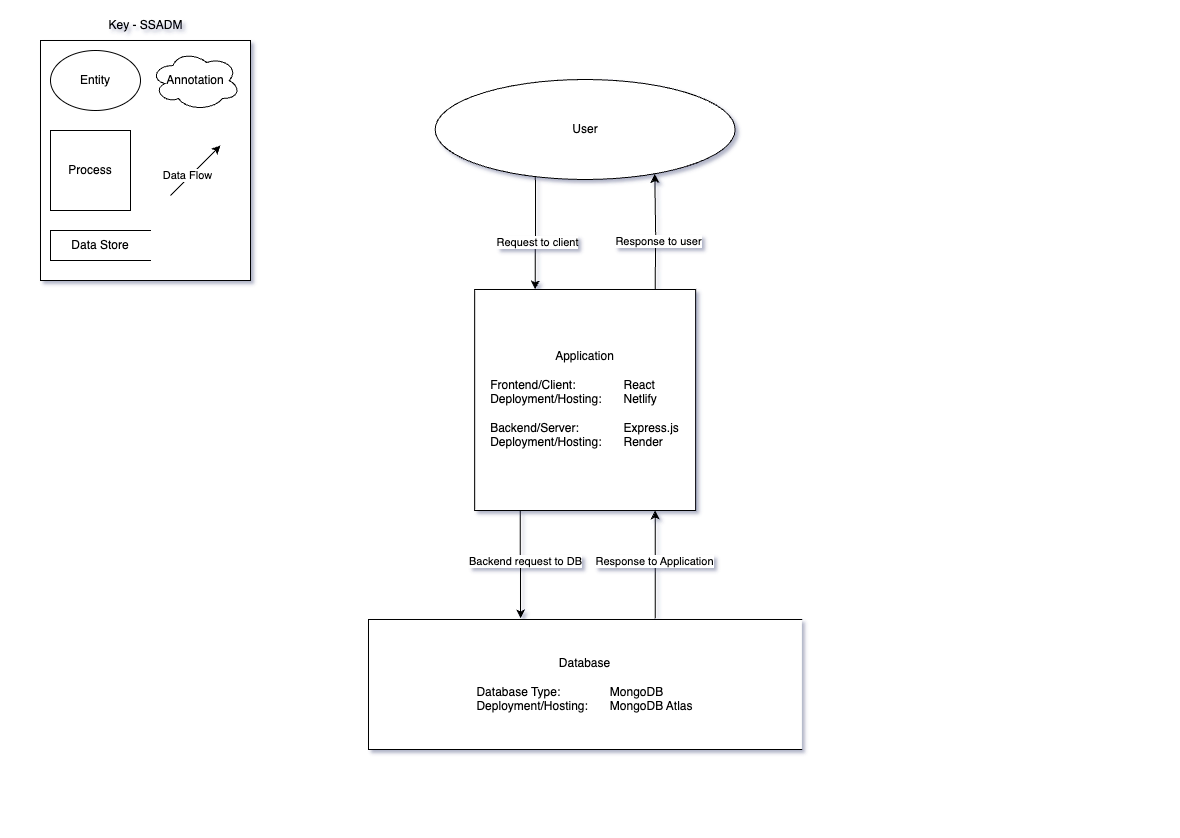 Key - SSADM
Entity
Annotation
Process
Data Flow
Data Store
User
Request to client
Response to user
Application
Frontend/Client: React
Deployment/Hosting: Netlify
Backend/Server: Express.js
Deployment/Hosting: Render
Backend request to DB
Response to Application
Database
Database Type: MongoDB
Deployment/Hosting: MongoDB Atlas